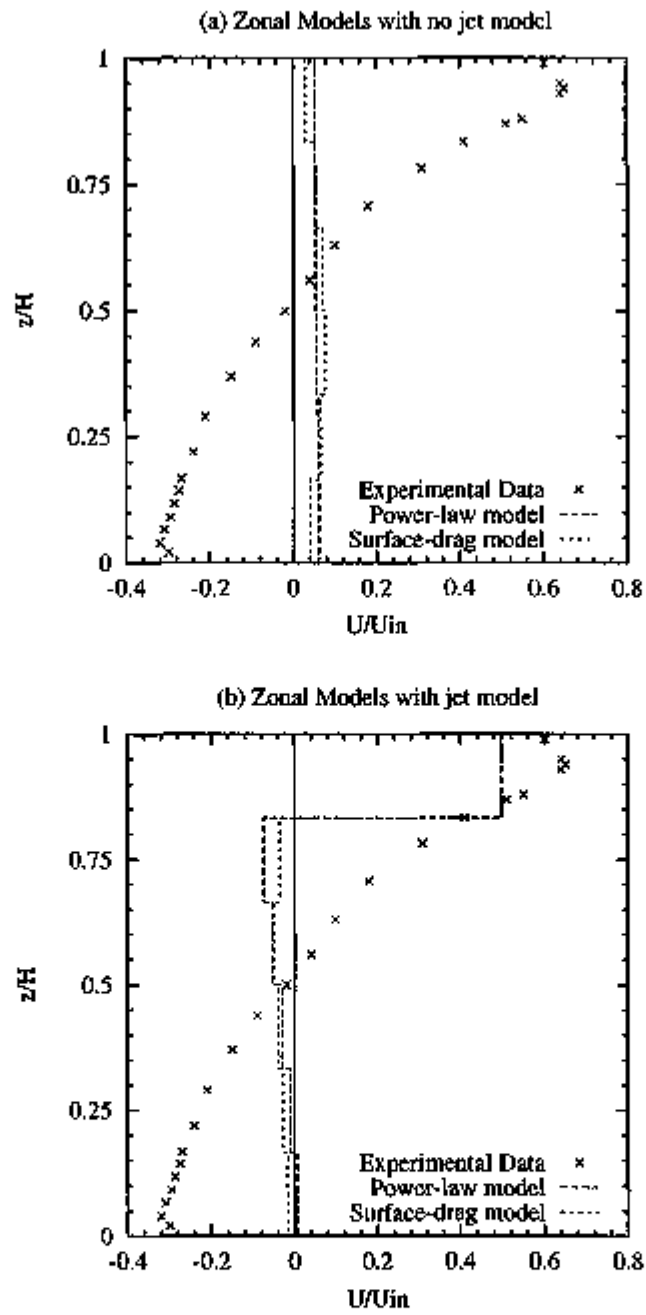 (a) Zonal Models with no jet model
1
0.75
z/H
0.5
0.25
0
Experimental Data
Power-law model
Surface-drag model
-0.4 -0.2 0 0.2 0.4 0.6 0.8
U/Uin
(b) Zonal Models with jet model
1
0.75
z/H
0.5
0.25
0
Experimental Data
Power-law model
Surface-drag model
-0.4 -0.2 0 0.2 0.4 0.6 0.8
U/Uin